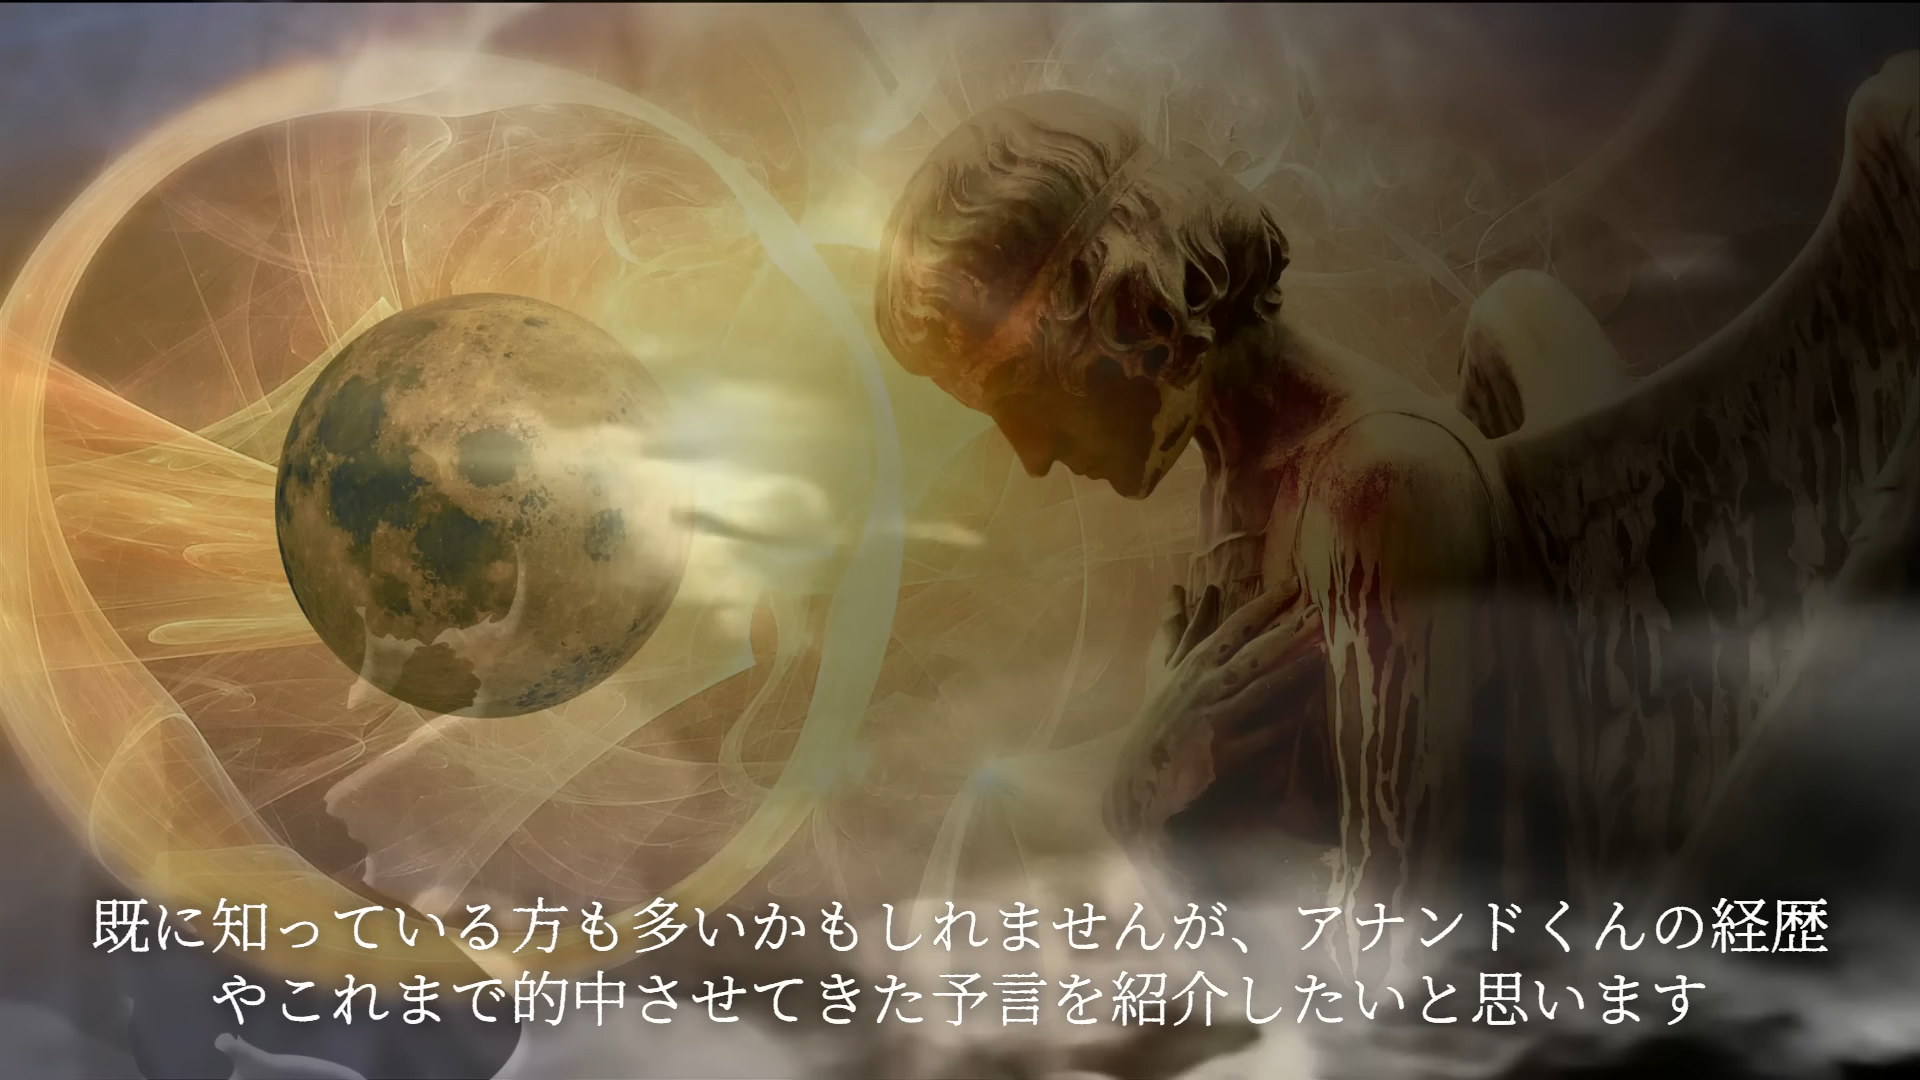 既に知っている方も多いかもしれませんが、アナンドくんの経歴
やこれまで的中させてきた予言を紹介したいと思います